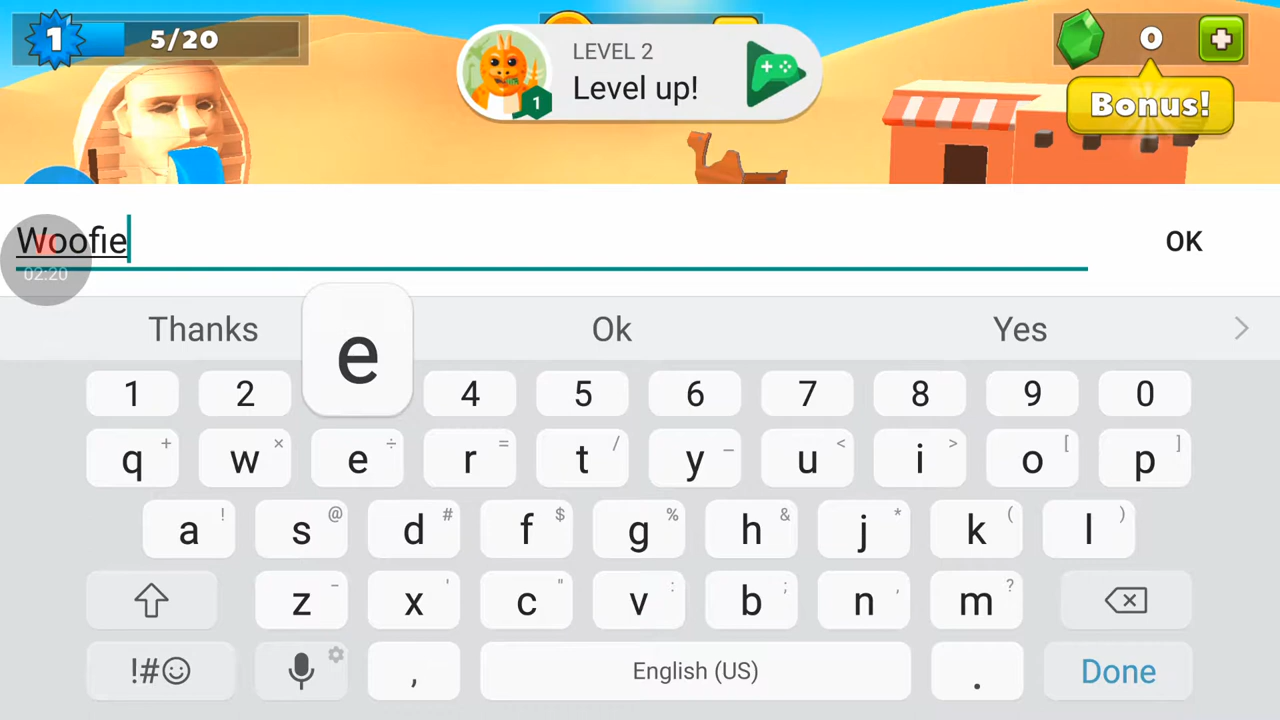 1 5/20
LEVEL 2
Level up!
1
0 +
Bonus!
Woofie
OK
02:20
Thanks Ok Yes >
e
1 2 4 5 6 7 8 9 0
q + w × e ÷ r = t / y _ u < i > o [ p ]
a ! s @ d # f $ g % h & j * k ( l )
z - x ' c " v : b ; n , m ?
!#☺ , English (US) . Done